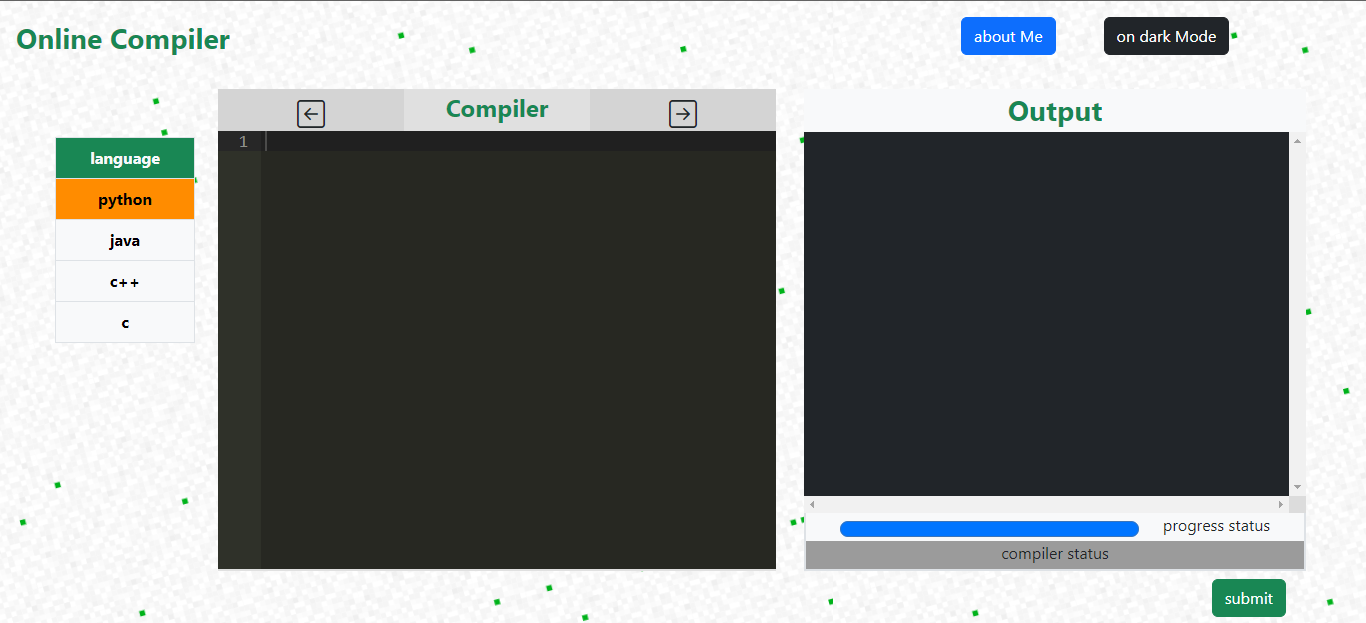 Online Compiler
about Me
on dark Mode
language
python
java
c++
c
Compiler
1
Output
progress status
compiler status
submit